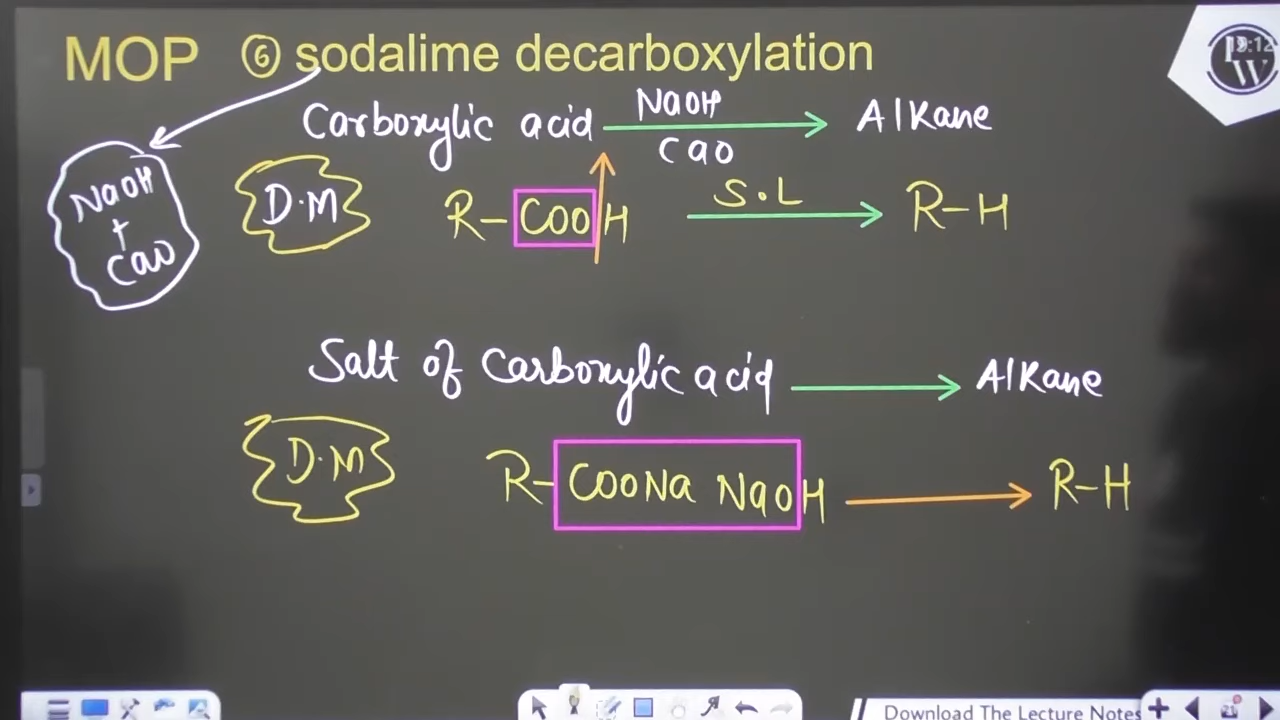 MOP ⑥ sodalime decarboxylation
Carboxylic acid NaOH CaO Alkane
NaOH
+
CaO
D.M R-COOH S.L R-H
Salt of Carboxylic acid Alkane
D.M R-COONa NaOH R-H
Download The Lecture Notes